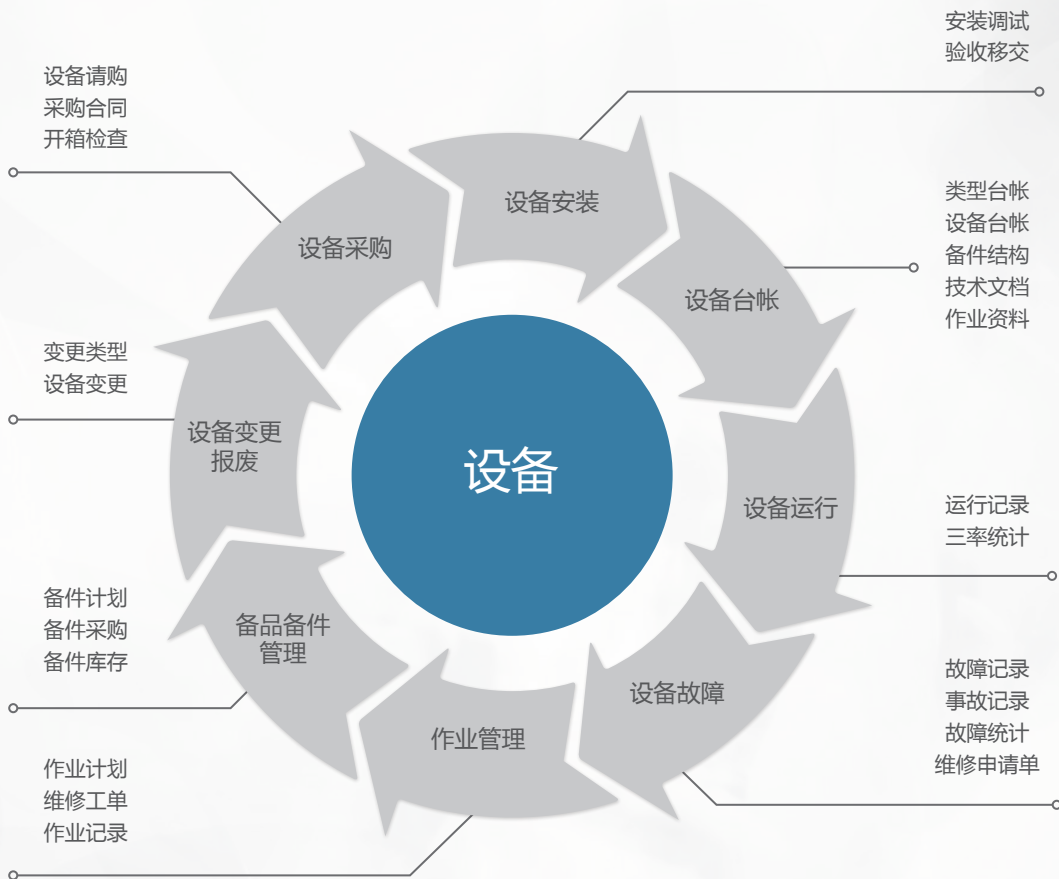 安装调试
验收移交
设备请购
采购合同
开箱检查
设备安装
设备采购
类型台帐
设备台帐
备件结构
技术文档
作业资料
设备台帐
变更类型
设备变更
设备变更
报废
设备
设备运行
运行记录
三率统计
备件计划
备件采购
备件库存
备品备件
管理
设备故障
故障记录
事故记录
故障统计
维修申请单
作业管理
作业计划
维修工单
作业记录